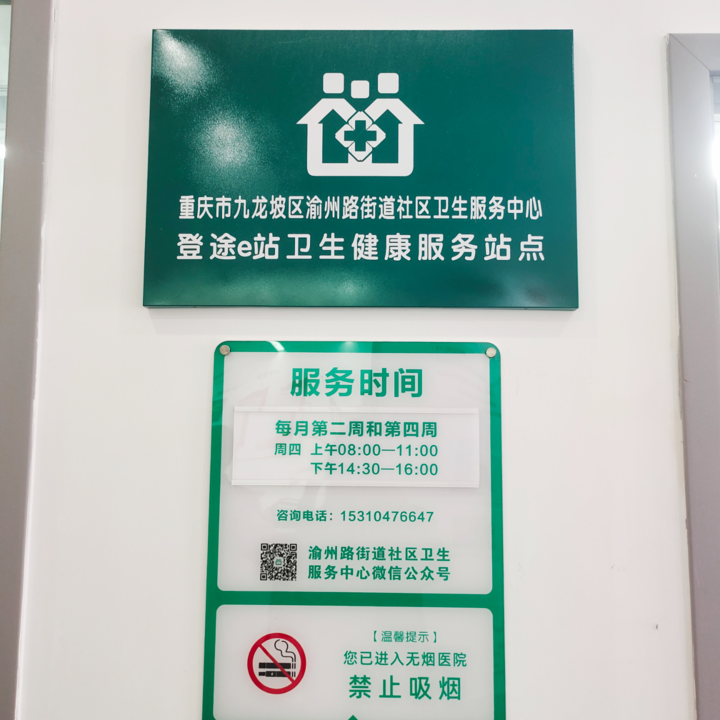 重庆市九龙坡区渝州路街道社区卫生服务中心
登途e站卫生健康服务站点
服务时间
每月第二周和第四周
周四 上午08:00—11:00
下午14:30—16:00
咨询电话：15310476647
渝州路街道社区卫生
服务中心微信公众号
【温馨提示】
您已进入无烟医院
禁止吸烟